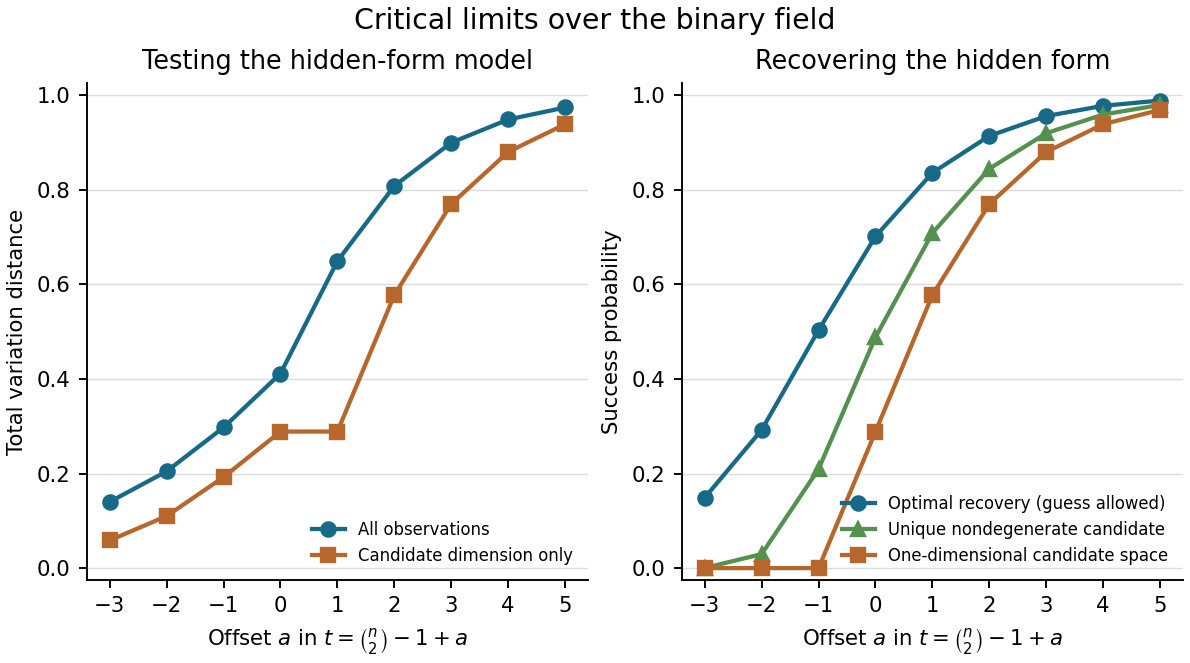 Critical limits over the binary field
Testing the hidden-form model
Total variation distance
1.0
0.8
0.6
0.4
0.2
0.0
−3 −2 −1 0 1 2 3 4 5
All observations
Candidate dimension only
Offset a in t = (n 2) − 1 + a
Recovering the hidden form
Success probability
1.0
0.8
0.6
0.4
0.2
0.0
−3 −2 −1 0 1 2 3 4 5
Optimal recovery (guess allowed)
Unique nondegenerate candidate
One-dimensional candidate space
Offset a in t = (n 2) − 1 + a